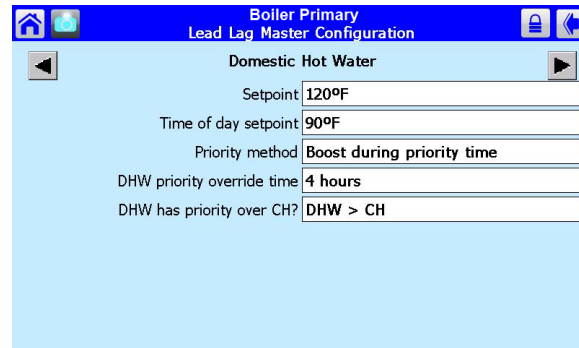 Boiler Primary
Lead Lag Master Configuration
Domestic Hot Water
Setpoint 120ºF
Time of day setpoint 90ºF
Priority method Boost during priority time
DHW priority override time 4 hours
DHW has priority over CH? DHW > CH